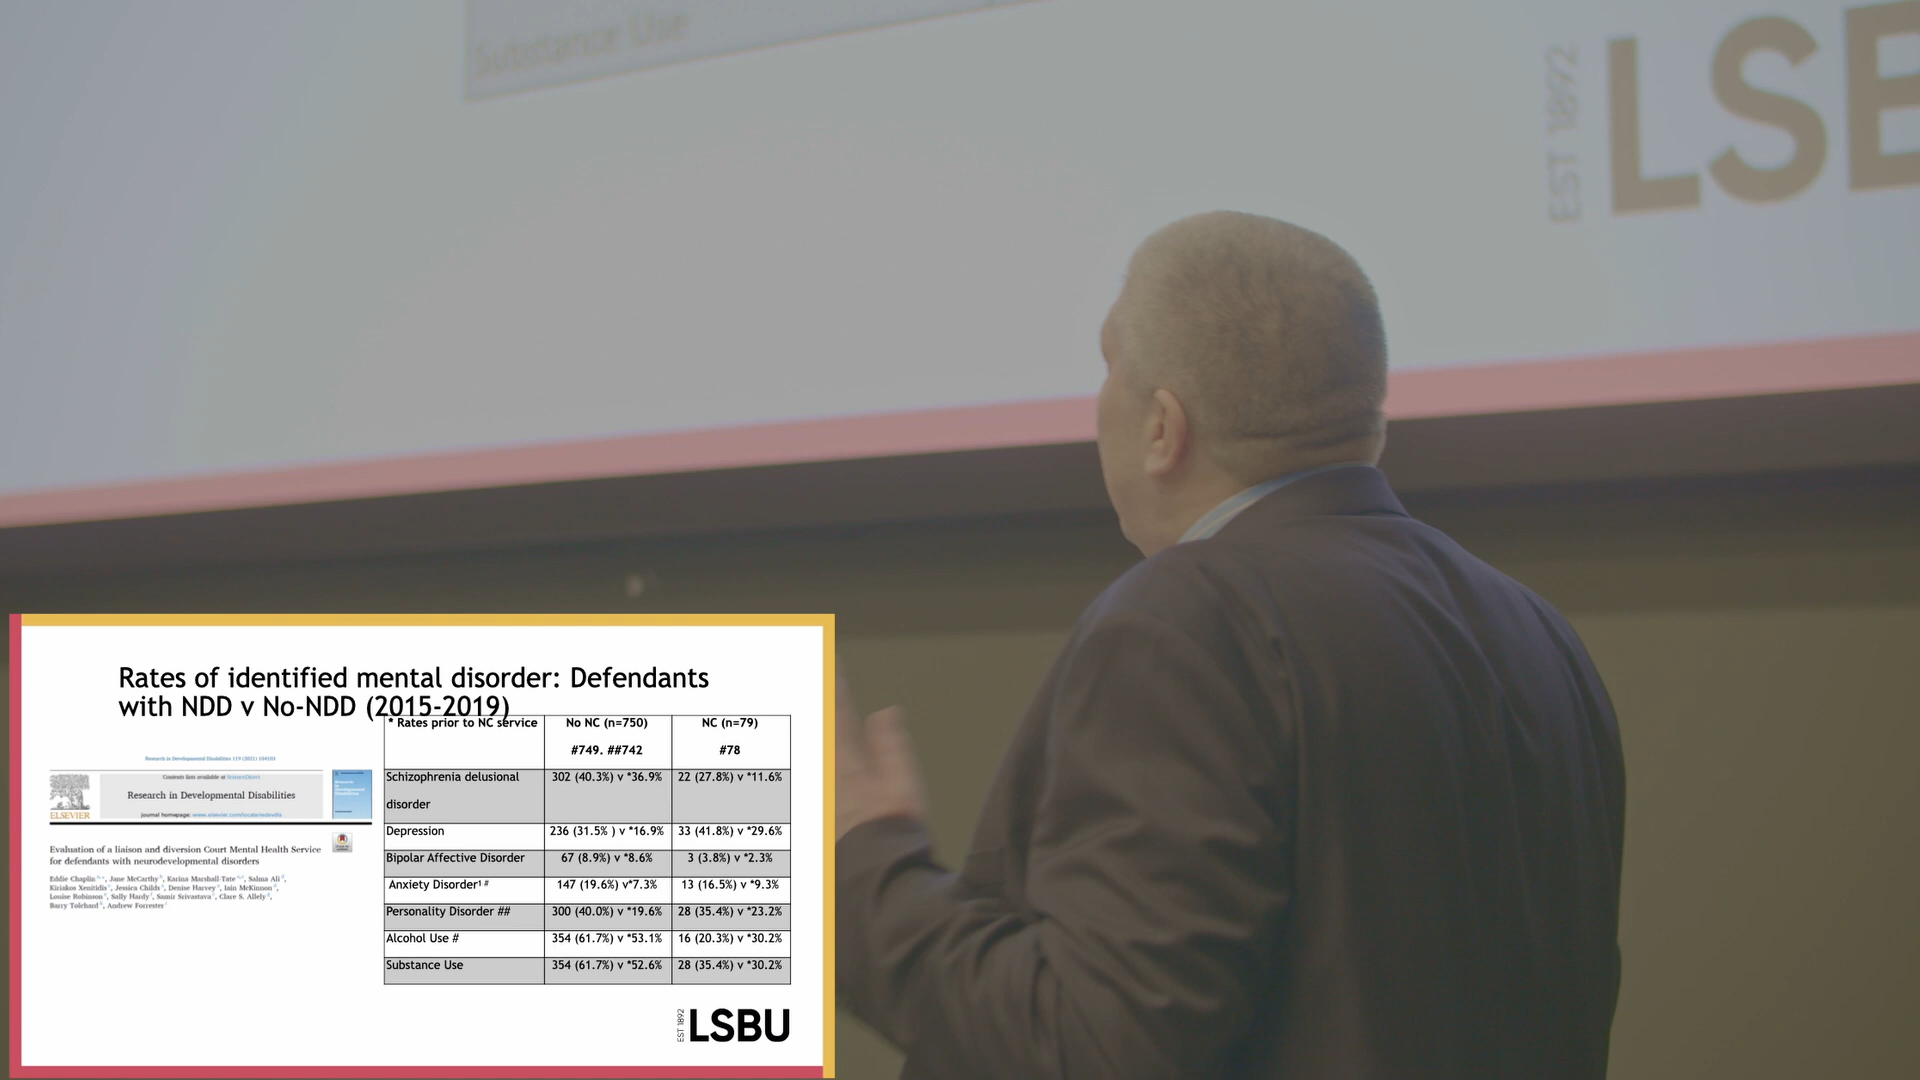 Substance Use
EST 1892
LSB
Rates of identified mental disorder: Defendants
with NDD v No-NDD (2015-2019)
Research in Developmental Disabilities 119 (2021) 104103
Contents lists available at ScienceDirect
Research in Developmental Disabilities
journal homepage: www.elsevier.com/locate/redevdis
ELSEVIER
Evaluation of a liaison and diversion Court Mental Health Service
for defendants with neurodevelopmental disorders
Eddie Chaplin, Jane McCarthy, Karina Marshall-Tate, Salma Ali,
Kiriakos Xenitidis, Jessica Childs, Denise Harvey, Iain McKinnon,
Louise Robinson, Sally Hardy, Samir Srivastava, Clare S. Allely,
Barry Tolchard, Andrew Forrester
* Rates prior to NC service No NC (n=750) NC (n=79)
#749. ##742 #78
Schizophrenia delusional 302 (40.3%) v *36.9% 22 (27.8%) v *11.6%
disorder
Depression 236 (31.5% ) v *16.9% 33 (41.8%) v *29.6%
Bipolar Affective Disorder 67 (8.9%) v *8.6% 3 (3.8%) v *2.3%
Anxiety Disorder¹ # 147 (19.6%) v*7.3% 13 (16.5%) v *9.3%
Personality Disorder ## 300 (40.0%) v *19.6% 28 (35.4%) v *23.2%
Alcohol Use # 354 (61.7%) v *53.1% 16 (20.3%) v *30.2%
Substance Use 354 (61.7%) v *52.6% 28 (35.4%) v *30.2%
EST 1892
LSBU